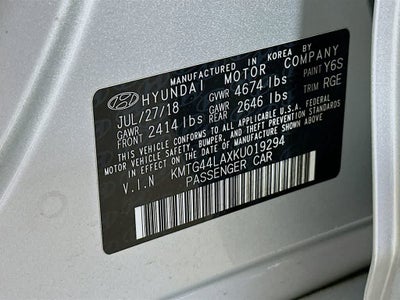 MANUFACTURED IN KOREA BY
HYUNDAI MOTOR COMPANY
JUL/27/18 GVWR 4674 lbs PAINT Y6S
GAWR FRONT 2414 lbs GAWR REAR 2646 lbs TRIM RGE
THIS VEHICLE CONFORMS TO ALL APPLICABLE U.S.A. FEDERAL
MOTOR VEHICLE SAFETY, BUMPER, AND THEFT PREVENTION STANDARDS
IN EFFECT ON THE DATE OF MANUFACTURE SHOWN ABOVE.
V.I.N KMTG44LAXKU019294
PASSENGER CAR